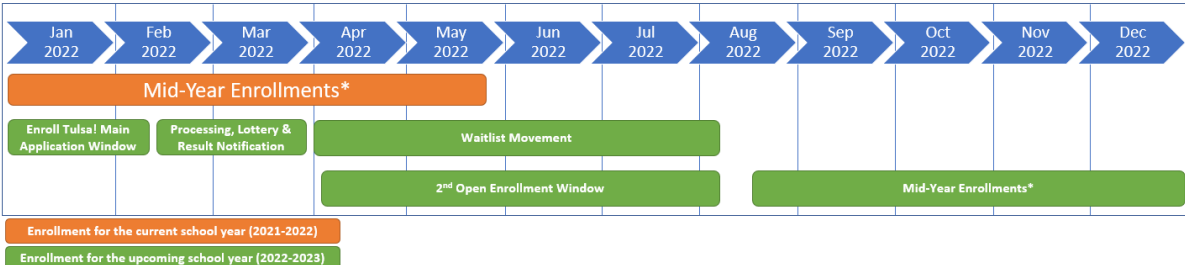 Jan 2022
Feb 2022
Mar 2022
Apr 2022
May 2022
Jun 2022
Jul 2022
Aug 2022
Sep 2022
Oct 2022
Nov 2022
Dec 2022
Mid-Year Enrollments*
Enroll Tulsa! Main
Application Window
Processing, Lottery &
Result Notification
Waitlist Movement
2nd Open Enrollment Window
Mid-Year Enrollments*
Enrollment for the current school year (2021-2022)
Enrollment for the upcoming school year (2022-2023)